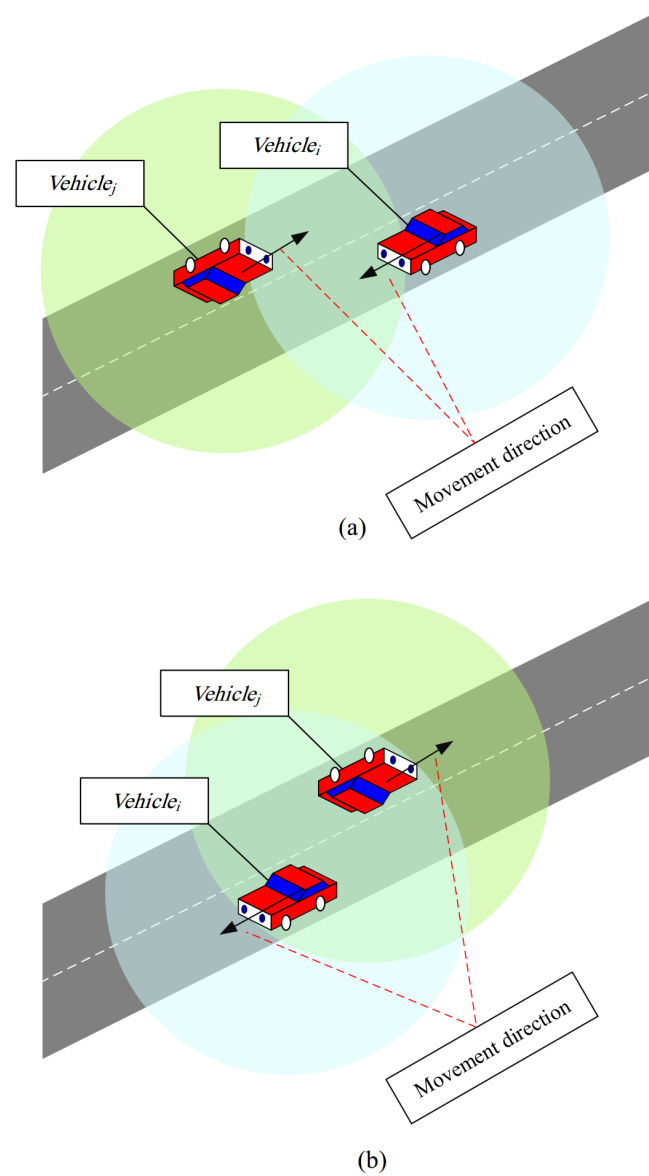 Vehicle_i
Vehicle_j
Movement direction
(a)
Vehicle_j
Vehicle_i
Movement direction
(b)